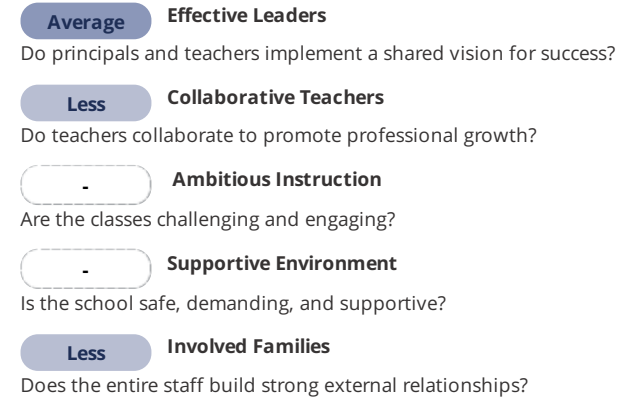 Average Effective Leaders
Do principals and teachers implement a shared vision for success?
Less Collaborative Teachers
Do teachers collaborate to promote professional growth?
- Ambitious Instruction
Are the classes challenging and engaging?
- Supportive Environment
Is the school safe, demanding, and supportive?
Less Involved Families
Does the entire staff build strong external relationships?